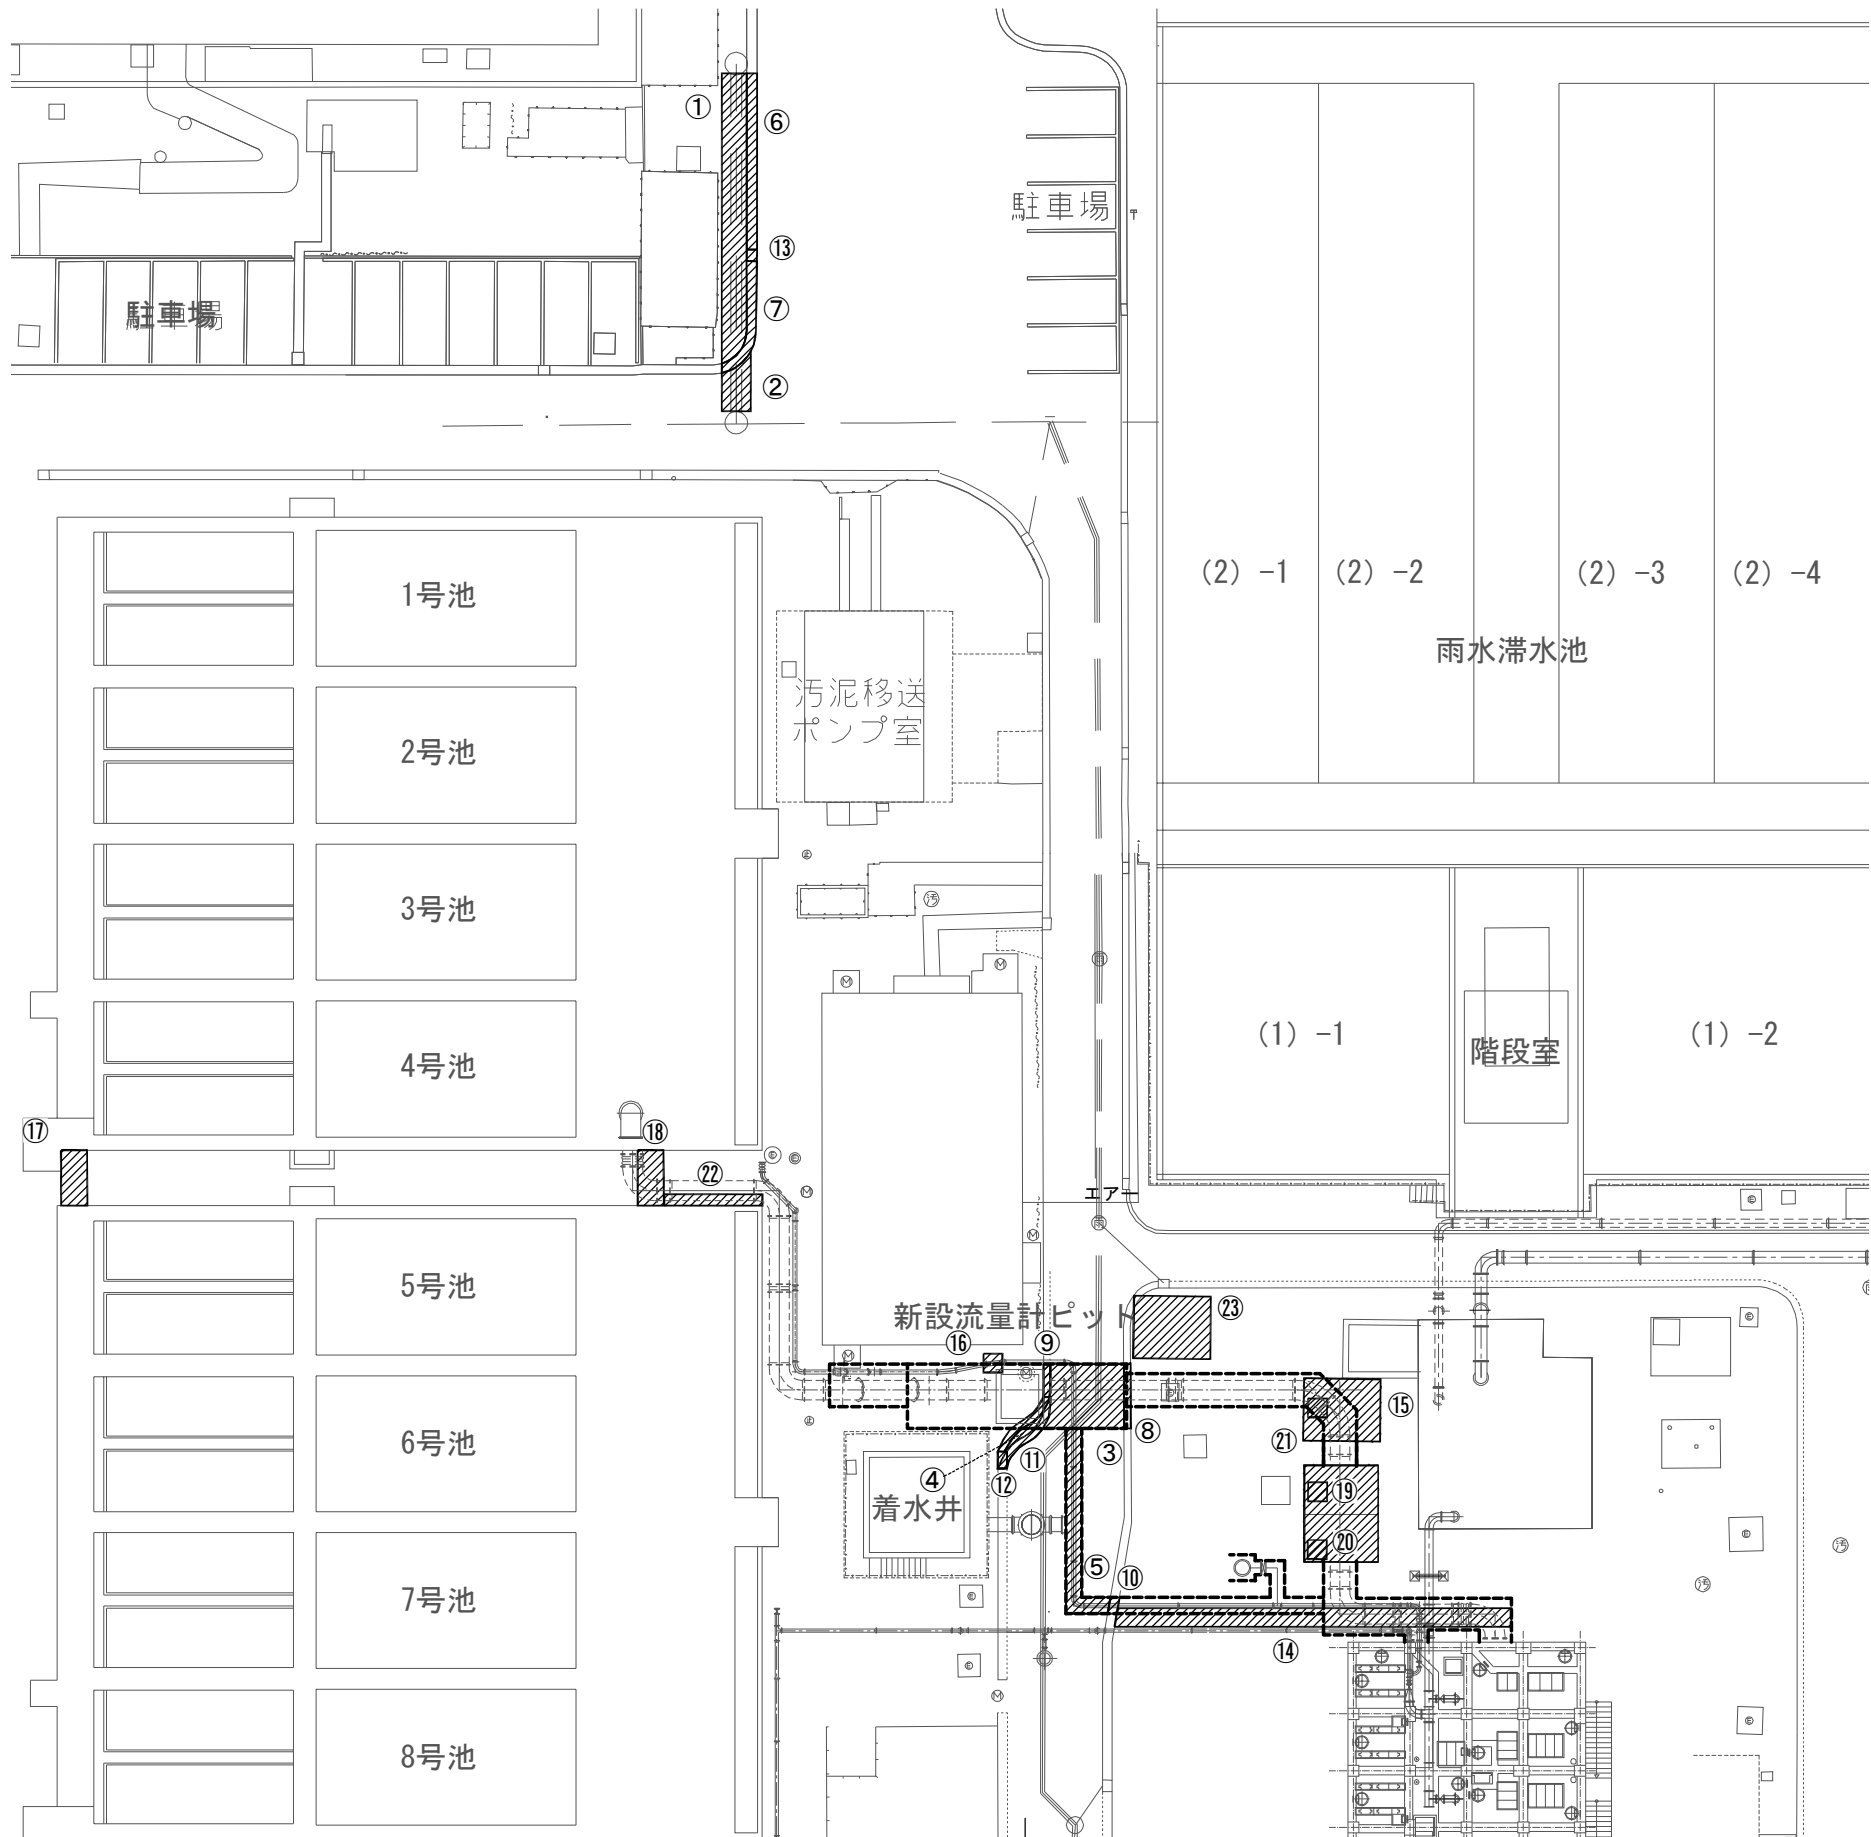 ①
⑥
駐車場
⑬
駐車場
⑦
②
(2) -1
(2) -2
(2) -3
(2) -4
1号池
雨水滞水池
汚泥移送
ポンプ室
2号池
3号池
汚
4号池
(1) -1
階段室
(1) -2
⑰
⑱
㉒
エアー
5号池
新設流量計ピット
㉓
⑯
⑨
6号池
⑮
⑧
㉑
③
④
⑪
⑫
着水井
⑲
⑳
7号池
⑤
⑩
汚
汚
⑭
8号池
M
M
M
M
M
M
M